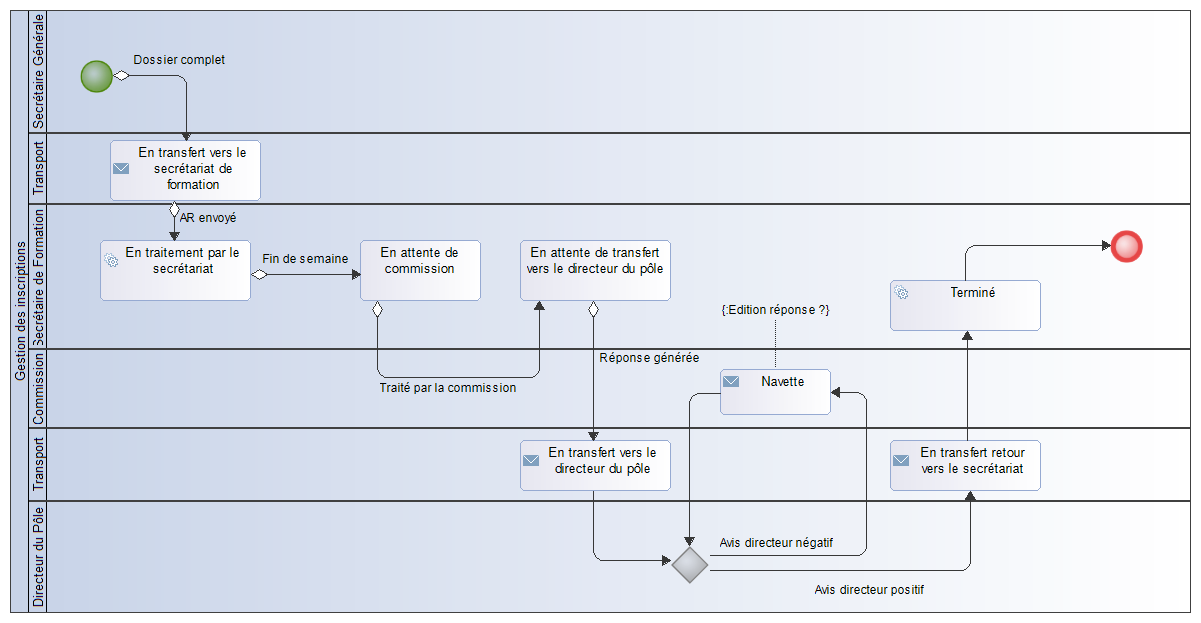 Gestion des inscriptions
Secrétaire Générale
Dossier complet
Transport
En transfert vers le
secrétariat de
formation
Secrétaire de Formation
AR envoyé
En traitement par le
secrétariat
Fin de semaine
En attente de
commission
En attente de transfert
vers le directeur du pôle
{:Edition réponse ?}
Terminé
Commission
Réponse générée
Traité par la commission
Navette
Transport
En transfert vers le
directeur du pôle
En transfert retour
vers le secrétariat
Directeur du Pôle
Avis directeur négatif
Avis directeur positif